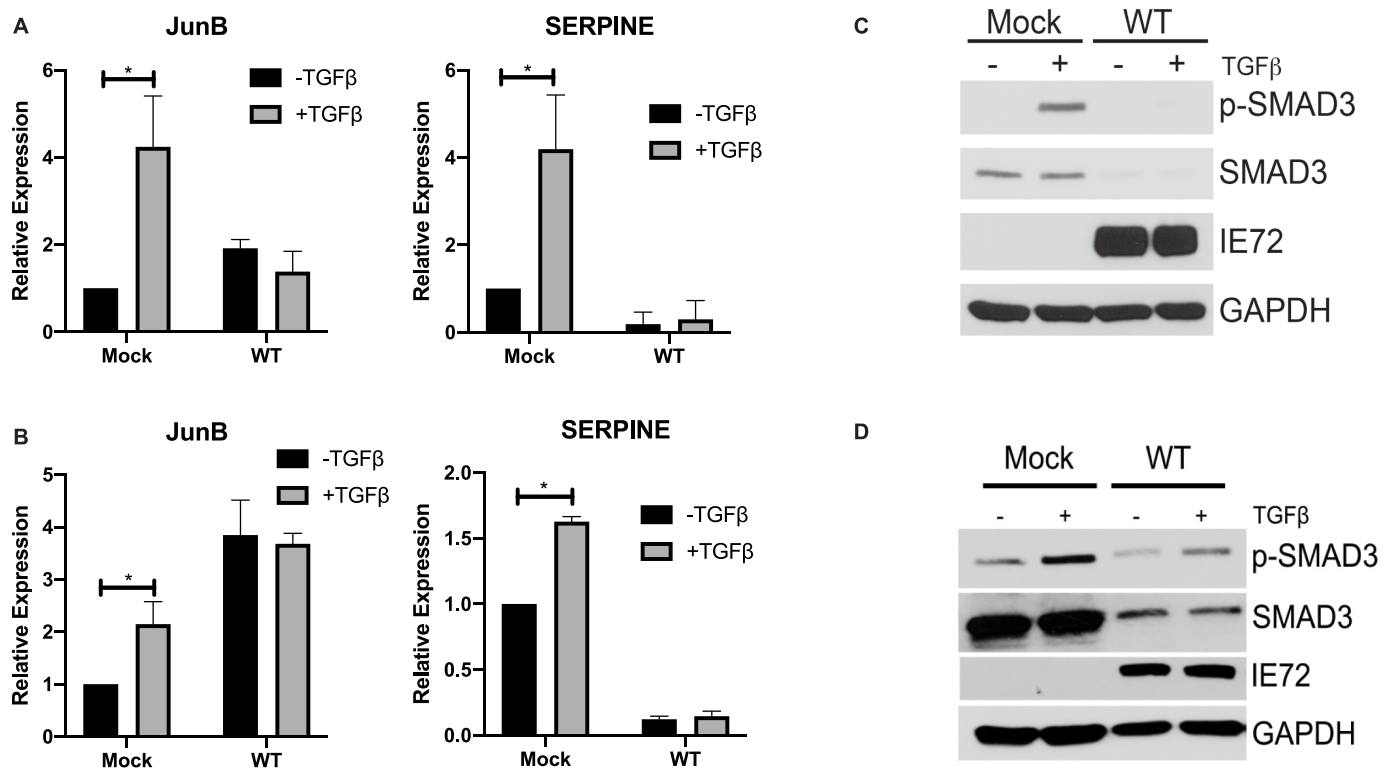 A
JunB
Relative Expression
6
4
2
0
*
-TGFβ
+TGFβ
Mock
WT
SERPINE
Relative Expression
6
4
2
0
*
-TGFβ
+TGFβ
Mock
WT
C
Mock WT
- + - + TGFβ
p-SMAD3
SMAD3
IE72
GAPDH
B
JunB
Relative Expression
5
4
3
2
1
0
*
-TGFβ
+TGFβ
Mock
WT
SERPINE
Relative Expression
2.0
1.5
1.0
0.5
0.0
*
-TGFβ
+TGFβ
Mock
WT
D
Mock WT
- + - + TGFβ
p-SMAD3
SMAD3
IE72
GAPDH